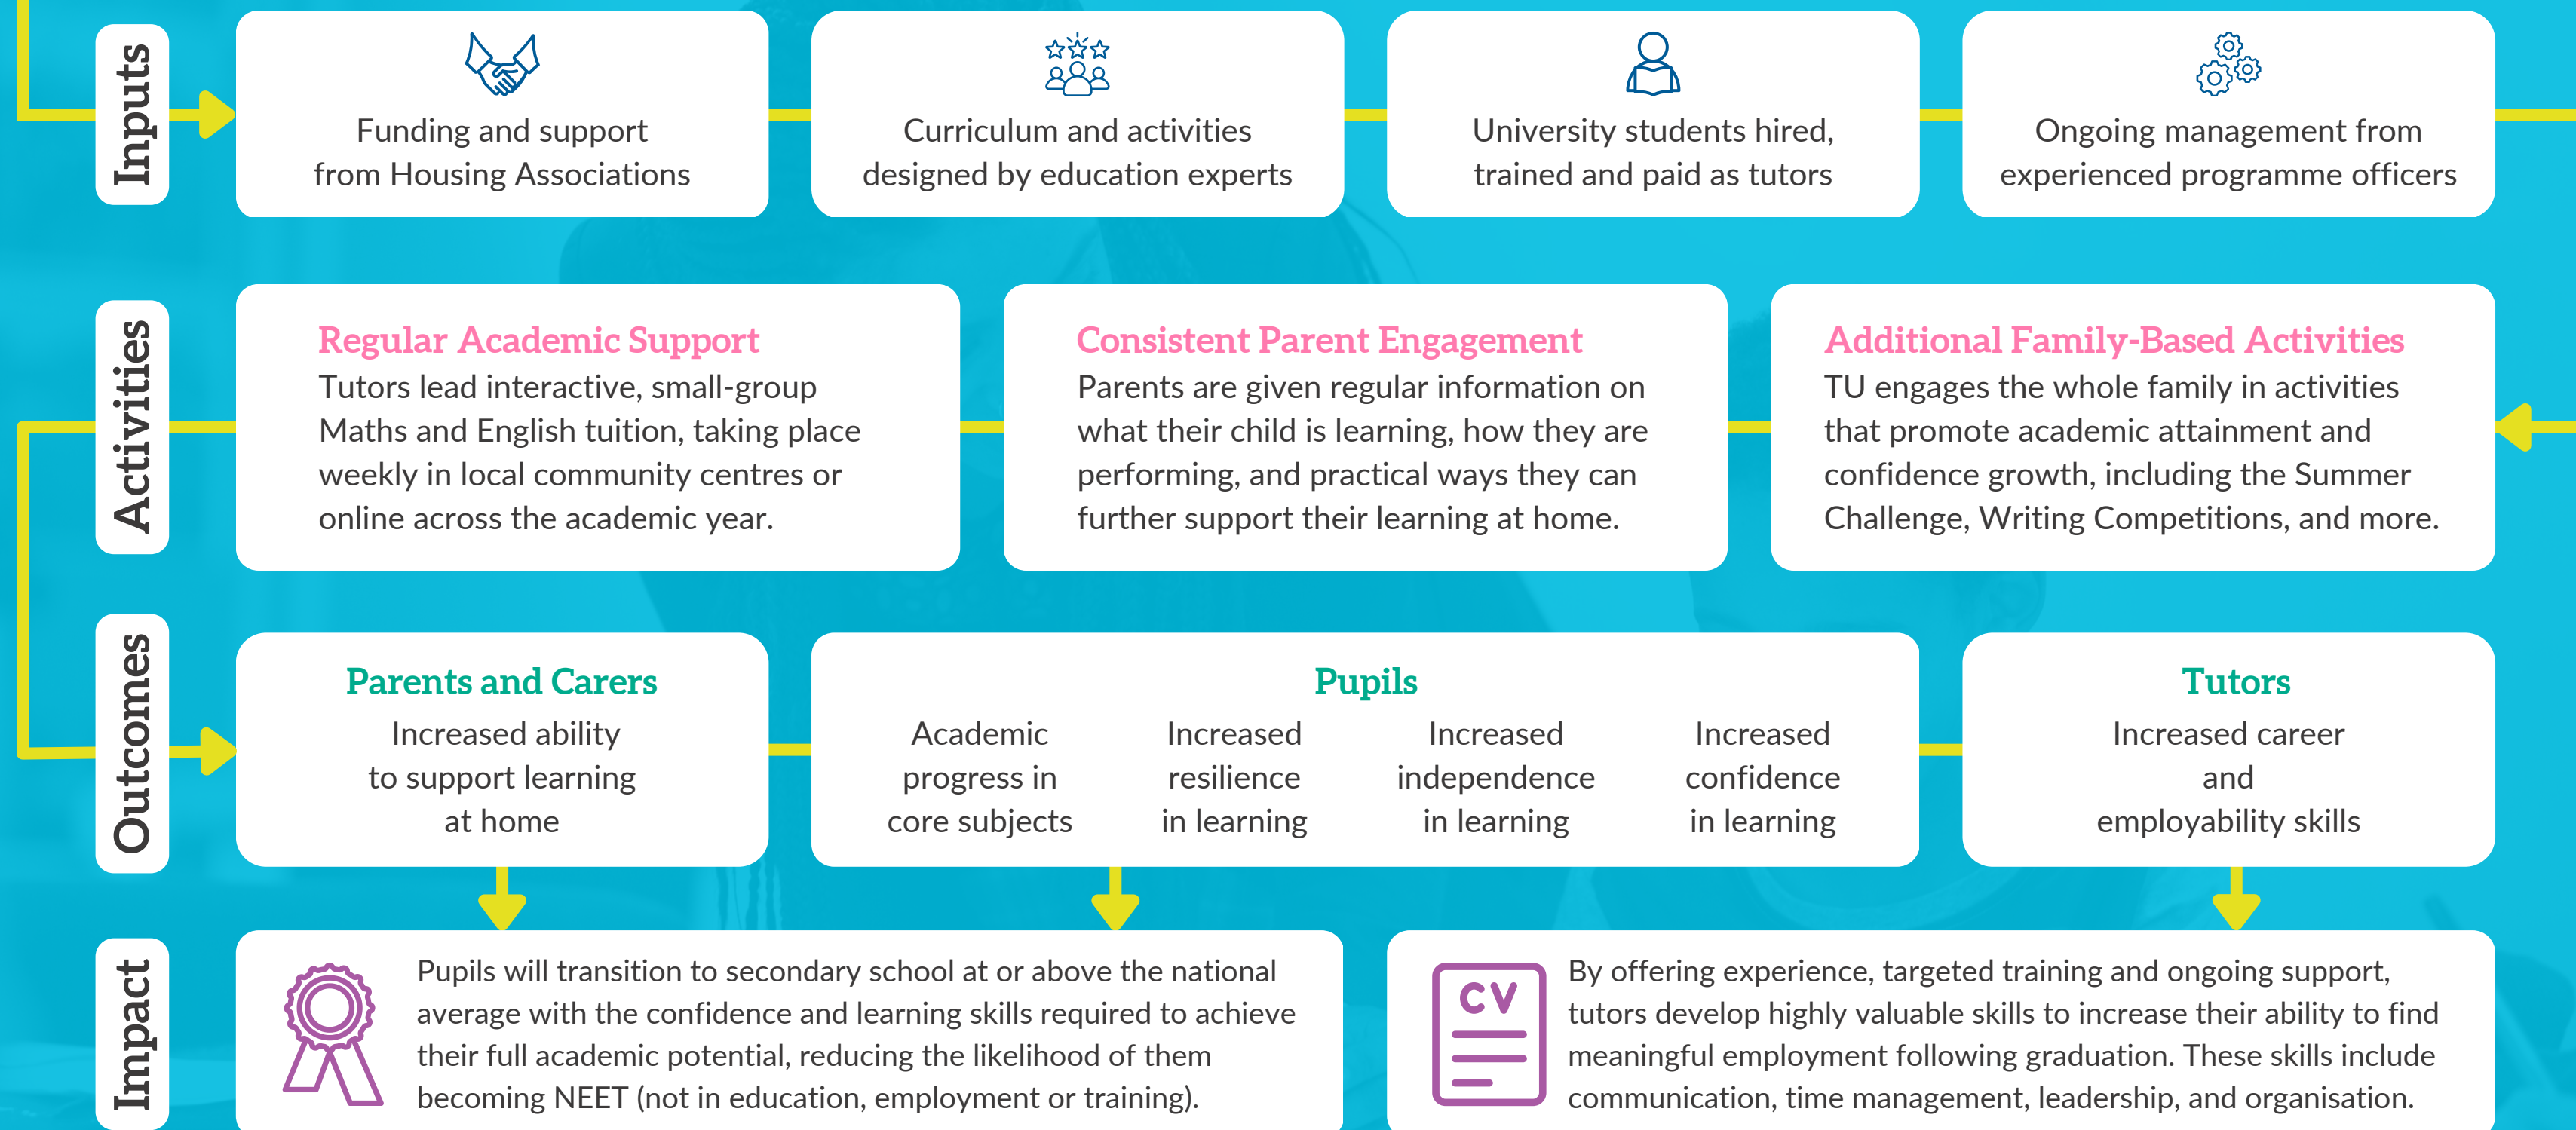 Inputs
Funding and support
from Housing Associations
Curriculum and activities
designed by education experts
University students hired,
trained and paid as tutors
Ongoing management from
experienced programme officers
Activities
Regular Academic Support
Tutors lead interactive, small-group
Maths and English tuition, taking place
weekly in local community centres or
online across the academic year.
Consistent Parent Engagement
Parents are given regular information on
what their child is learning, how they are
performing, and practical ways they can
further support their learning at home.
Additional Family-Based Activities
TU engages the whole family in activities
that promote academic attainment and
confidence growth, including the Summer
Challenge, Writing Competitions, and more.
Outcomes
Parents and Carers
Increased ability
to support learning
at home
Pupils
Academic
progress in
core subjects
Increased
resilience
in learning
Increased
independence
in learning
Increased
confidence
in learning
Tutors
Increased career
and
employability skills
Impact
Pupils will transition to secondary school at or above the national
average with the confidence and learning skills required to achieve
their full academic potential, reducing the likelihood of them
becoming NEET (not in education, employment or training).
CV
By offering experience, targeted training and ongoing support,
tutors develop highly valuable skills to increase their ability to find
meaningful employment following graduation. These skills include
communication, time management, leadership, and organisation.